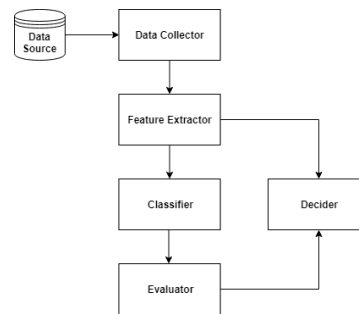 Data
Source
Data Collector
Feature Extractor
Classifier
Decider
Evaluator